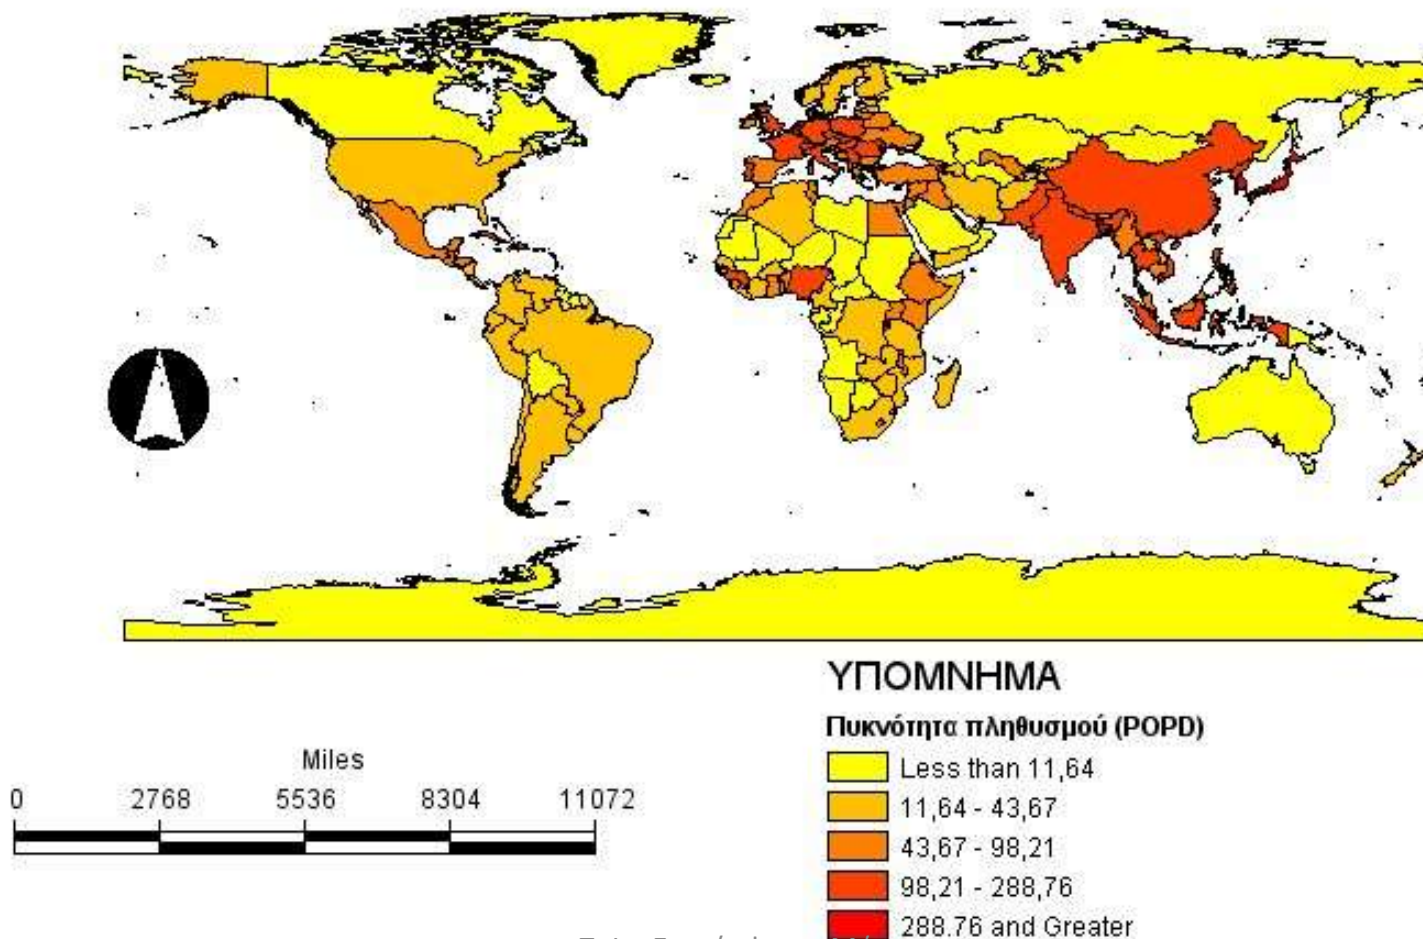 ΥΠΟΜΝΗΜΑ
Πυκνότητα πληθυσμού (POPD)
Less than 11,64
11,64 - 43,67
43,67 - 98,21
98,21 - 288,76
288.76 and Greater
Miles
0 2768 5536 8304 11072